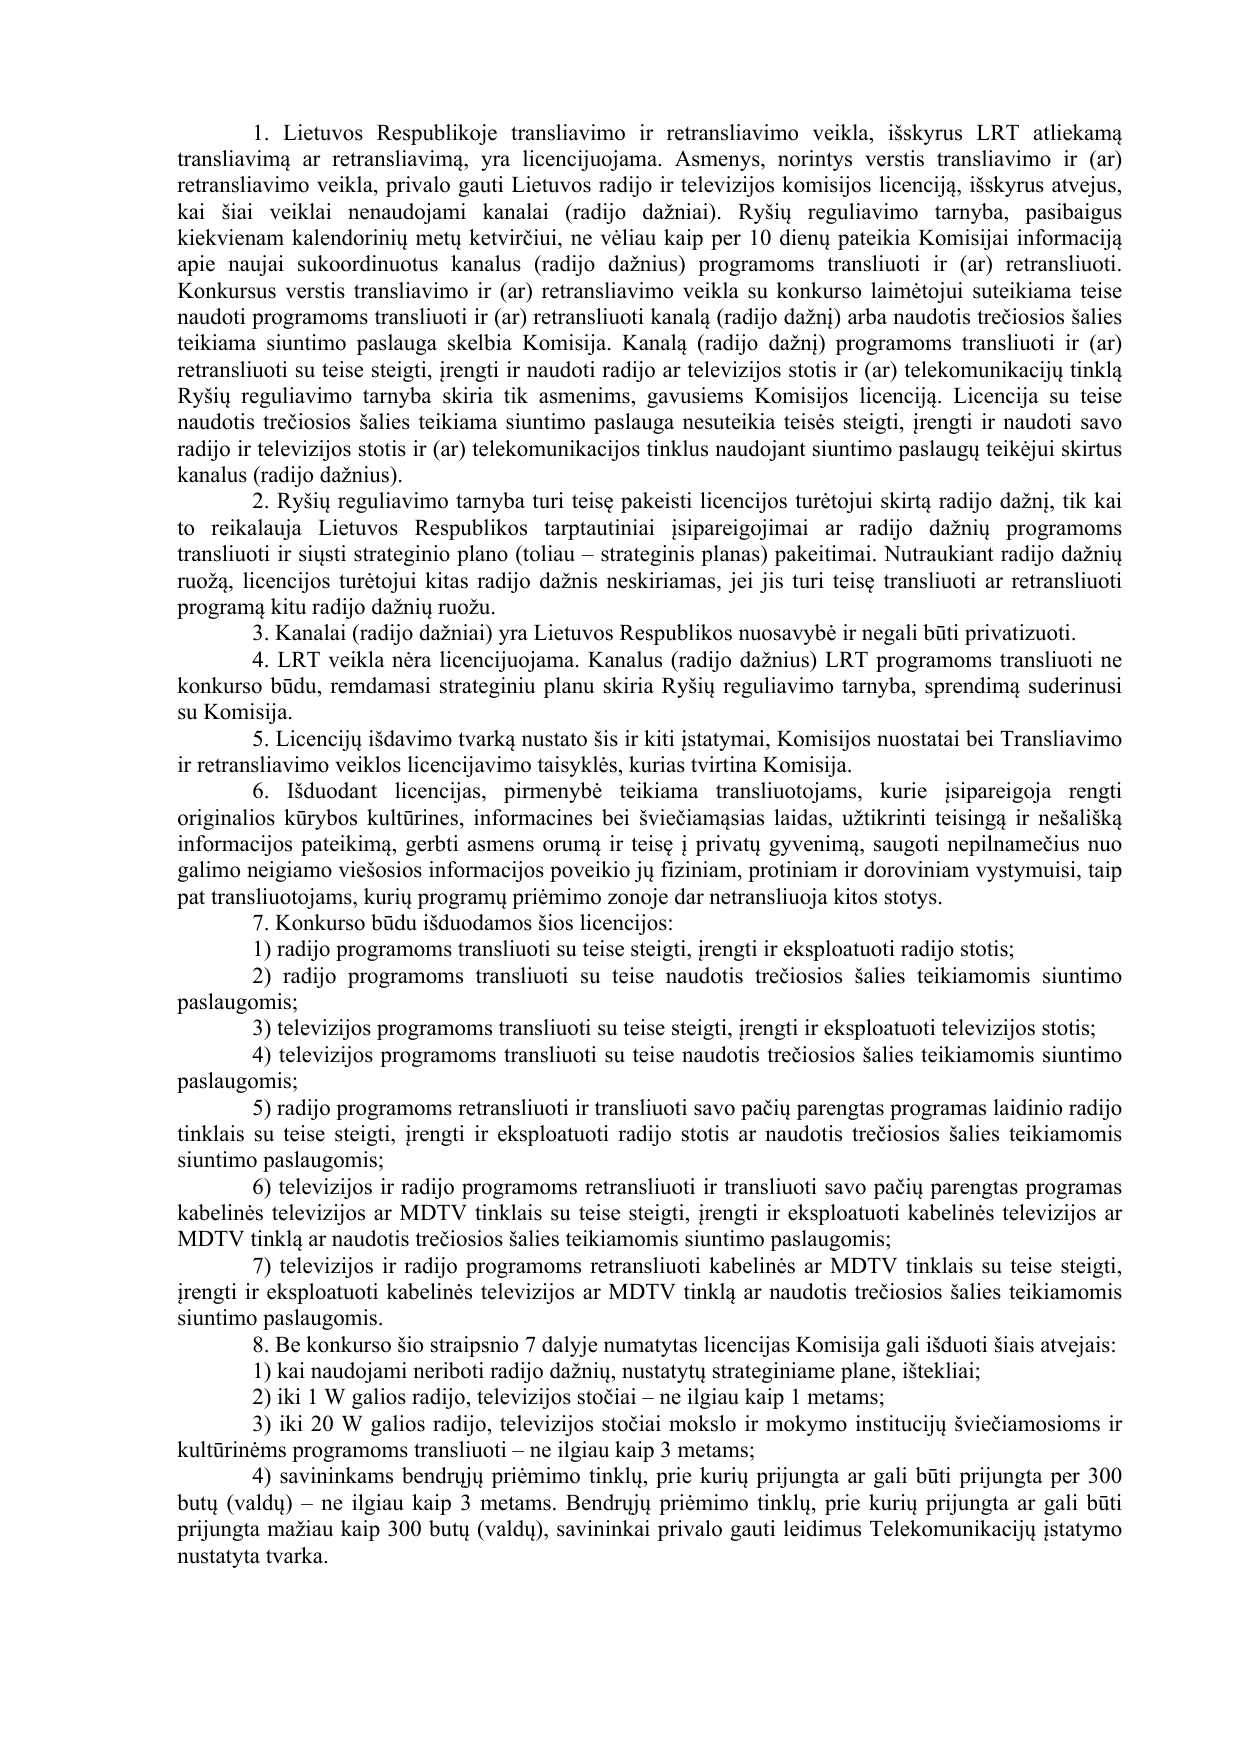 1. Lietuvos Respublikoje transliavimo ir retransliavimo veikla, išskyrus LRT atliekamą
transliavimą ar retransliavimą, yra licencijuojama. Asmenys, norintys verstis transliavimo ir (ar)
retransliavimo veikla, privalo gauti Lietuvos radijo ir televizijos komisijos licenciją, išskyrus atvejus,
kai šiai veiklai nenaudojami kanalai (radijo dažniai). Ryšių reguliavimo tarnyba, pasibaigus
kiekvienam kalendorinių metų ketvirčiui, ne vėliau kaip per 10 dienų pateikia Komisijai informaciją
apie naujai sukoordinuotus kanalus (radijo dažnius) programoms transliuoti ir (ar) retransliuoti.
Konkursus verstis transliavimo ir (ar) retransliavimo veikla su konkurso laimėtojui suteikiama teise
naudoti programoms transliuoti ir (ar) retransliuoti kanalą (radijo dažnį) arba naudotis trečiosios šalies
teikiama siuntimo paslauga skelbia Komisija. Kanalą (radijo dažnį) programoms transliuoti ir (ar)
retransliuoti su teise steigti, įrengti ir naudoti radijo ar televizijos stotis ir (ar) telekomunikacijų tinklą
Ryšių reguliavimo tarnyba skiria tik asmenims, gavusiems Komisijos licenciją. Licencija su teise
naudotis trečiosios šalies teikiama siuntimo paslauga nesuteikia teisės steigti, įrengti ir naudoti savo
radijo ir televizijos stotis ir (ar) telekomunikacijos tinklus naudojant siuntimo paslaugų teikėjui skirtus
kanalus (radijo dažnius).
2. Ryšių reguliavimo tarnyba turi teisę pakeisti licencijos turėtojui skirtą radijo dažnį, tik kai
to reikalauja Lietuvos Respublikos tarptautiniai įsipareigojimai ar radijo dažnių programoms
transliuoti ir siųsti strateginio plano (toliau – strateginis planas) pakeitimai. Nutraukiant radijo dažnių
ruožą, licencijos turėtojui kitas radijo dažnis neskiriamas, jei jis turi teisę transliuoti ar retransliuoti
programą kitu radijo dažnių ruožu.
3. Kanalai (radijo dažniai) yra Lietuvos Respublikos nuosavybė ir negali būti privatizuoti.
4. LRT veikla nėra licencijuojama. Kanalus (radijo dažnius) LRT programoms transliuoti ne
konkurso būdu, remdamasi strateginiu planu skiria Ryšių reguliavimo tarnyba, sprendimą suderinusi
su Komisija.
5. Licencijų išdavimo tvarką nustato šis ir kiti įstatymai, Komisijos nuostatai bei Transliavimo
ir retransliavimo veiklos licencijavimo taisyklės, kurias tvirtina Komisija.
6. Išduodant licencijas, pirmenybė teikiama transliuotojams, kurie įsipareigoja rengti
originalios kūrybos kultūrines, informacines bei šviečiamąsias laidas, užtikrinti teisingą ir nešališką
informacijos pateikimą, gerbti asmens orumą ir teisę į privatų gyvenimą, saugoti nepilnamečius nuo
galimo neigiamo viešosios informacijos poveikio jų fiziniam, protiniam ir doroviniam vystymuisi, taip
pat transliuotojams, kurių programų priėmimo zonoje dar netransliuoja kitos stotys.
7. Konkurso būdu išduodamos šios licencijos:
1) radijo programoms transliuoti su teise steigti, įrengti ir eksploatuoti radijo stotis;
2) radijo programoms transliuoti su teise naudotis trečiosios šalies teikiamomis siuntimo
paslaugomis;
3) televizijos programoms transliuoti su teise steigti, įrengti ir eksploatuoti televizijos stotis;
4) televizijos programoms transliuoti su teise naudotis trečiosios šalies teikiamomis siuntimo
paslaugomis;
5) radijo programoms retransliuoti ir transliuoti savo pačių parengtas programas laidinio radijo
tinklais su teise steigti, įrengti ir eksploatuoti radijo stotis ar naudotis trečiosios šalies teikiamomis
siuntimo paslaugomis;
6) televizijos ir radijo programoms retransliuoti ir transliuoti savo pačių parengtas programas
kabelinės televizijos ar MDTV tinklais su teise steigti, įrengti ir eksploatuoti kabelinės televizijos ar
MDTV tinklą ar naudotis trečiosios šalies teikiamomis siuntimo paslaugomis;
7) televizijos ir radijo programoms retransliuoti kabelinės ar MDTV tinklais su teise steigti,
įrengti ir eksploatuoti kabelinės televizijos ar MDTV tinklą ar naudotis trečiosios šalies teikiamomis
siuntimo paslaugomis.
8. Be konkurso šio straipsnio 7 dalyje numatytas licencijas Komisija gali išduoti šiais atvejais:
1) kai naudojami neriboti radijo dažnių, nustatytų strateginiame plane, ištekliai;
2) iki 1 W galios radijo, televizijos stočiai – ne ilgiau kaip 1 metams;
3) iki 20 W galios radijo, televizijos stočiai mokslo ir mokymo institucijų šviečiamosioms ir
kultūrinėms programoms transliuoti – ne ilgiau kaip 3 metams;
4) savininkams bendrųjų priėmimo tinklų, prie kurių prijungta ar gali būti prijungta per 300
butų (valdų) – ne ilgiau kaip 3 metams. Bendrųjų priėmimo tinklų, prie kurių prijungta ar gali būti
prijungta mažiau kaip 300 butų (valdų), savininkai privalo gauti leidimus Telekomunikacijų įstatymo
nustatyta tvarka.